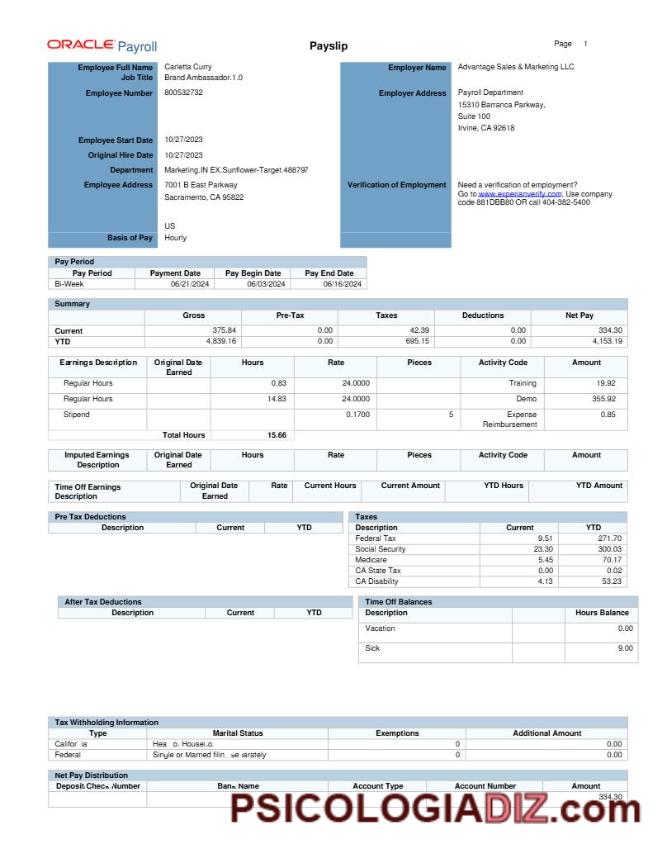 ORACLE Payroll Payslip Page 1
Employee Full Name Carletta Curry Employer Name Advantage Sales & Marketing LLC
Job Title Brand Ambassador.1.0
Employee Number 800532732 Employer Address Payroll Department
15310 Barranca Parkway,
Suite 100
Irvine, CA 92618
Employee Start Date 10/27/2023
Original Hire Date 10/27/2023
Department Marketing.IN EX.Sunflower-Target.488797
Employee Address 7001 B East Parkway Verification of Employment Need a verification of employment?
Sacramento, CA 95822 Go to www.experianverify.com. Use company
code 881DBB80 OR call 404-382-5400
US
Basis of Pay Hourly
Pay Period
Pay Period Payment Date Pay Begin Date Pay End Date
Bi-Week 06/21/2024 06/03/2024 06/16/2024
Summary
Gross Pre-Tax Taxes Deductions Net Pay
Current 375.84 0.00 42.39 0.00 334.30
YTD 4,839.16 0.00 695.15 0.00 4,153.19
Earnings Description Original Date Hours Rate Pieces Activity Code Amount
Earned
Regular Hours 0.83 24.0000 Training 19.92
Regular Hours 14.83 24.0000 Demo 355.92
Stipend 0.1700 5 Expense 0.85
Reimbursement
Total Hours 15.66
Imputed Earnings Original Date Hours Rate Pieces Activity Code Amount
Description Earned
Time Off Earnings Original Date Rate Current Hours Current Amount YTD Hours YTD Amount
Description Earned
Pre Tax Deductions Taxes
Description Current YTD Description Current YTD
Federal Tax 9.51 271.70
Social Security 23.30 300.03
Medicare 5.45 70.17
CA State Tax 0.00 0.02
CA Disability 4.13 53.23
After Tax Deductions Time Off Balances
Description Current YTD Description Hours Balance
Vacation 0.00
Sick 9.00
Tax Withholding Information
Type Marital Status Exemptions Additional Amount
0 0.00
Federal Single or Married 0 0.00
Net Pay Distribution
Deposit Check Number Bank Name Account Type Account Number Amount
334.30
PSICOLOGIADIZ.com